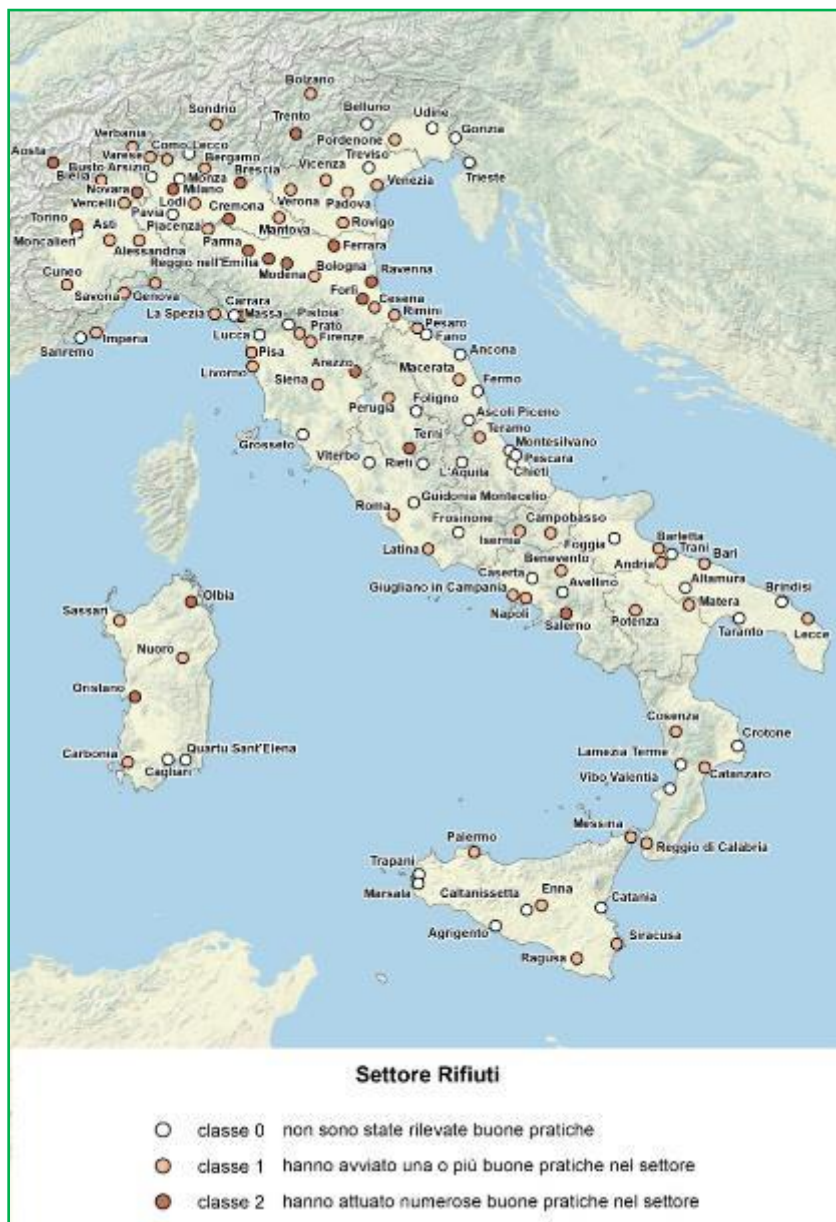 Bolzano
Sondrio
Belluno
Udine
Trento
Gorizia
Verbania
Pordenone
Varese
Como
Lecco
Treviso
Aosta
Busto Arsizio
Bergamo
Vicenza
Trieste
Biella
Monza
Brescia
Venezia
Novara
Milano
Vercelli
Lodi
Verona
Padova
Torino
Pavia
Cremona
Asti
Piacenza
Mantova
Rovigo
Moncalieri
Parma
Ferrara
Alessandria
Reggio nell'Emilia
Bologna
Cuneo
Modena
Ravenna
Savona
Genova
Forlì
Cesena
Carrara
Pistoia
Rimini
La Spezia
Massa
Prato
Pesaro
Imperia
Lucca
Firenze
Fano
Sanremo
Pisa
Arezzo
Ancona
Livorno
Siena
Macerata
Fermo
Perugia
Foligno
Ascoli Piceno
Teramo
Grosseto
Terni
Montesilvano
Viterbo
Rieti
L'Aquila
Pescara
Chieti
Guidonia Montecelio
Roma
Frosinone
Campobasso
Isernia
Foggia
Barletta
Latina
Trani
Bari
Benevento
Andria
Caserta
Altamura
Giugliano in Campania
Avellino
Brindisi
Olbia
Matera
Napoli
Potenza
Sassari
Salerno
Taranto
Lecce
Nuoro
Oristano
Cosenza
Crotone
Carbonia
Quartu Sant'Elena
Lamezia Terme
Cagliari
Catanzaro
Vibo Valentia
Messina
Palermo
Reggio di Calabria
Trapani
Caltanissetta
Enna
Marsala
Catania
Agrigento
Siracusa
Ragusa
Settore Rifiuti
classe 0 non sono state rilevate buone pratiche
classe 1 hanno avviato una o più buone pratiche nel settore
classe 2 hanno attuato numerose buone pratiche nel settore